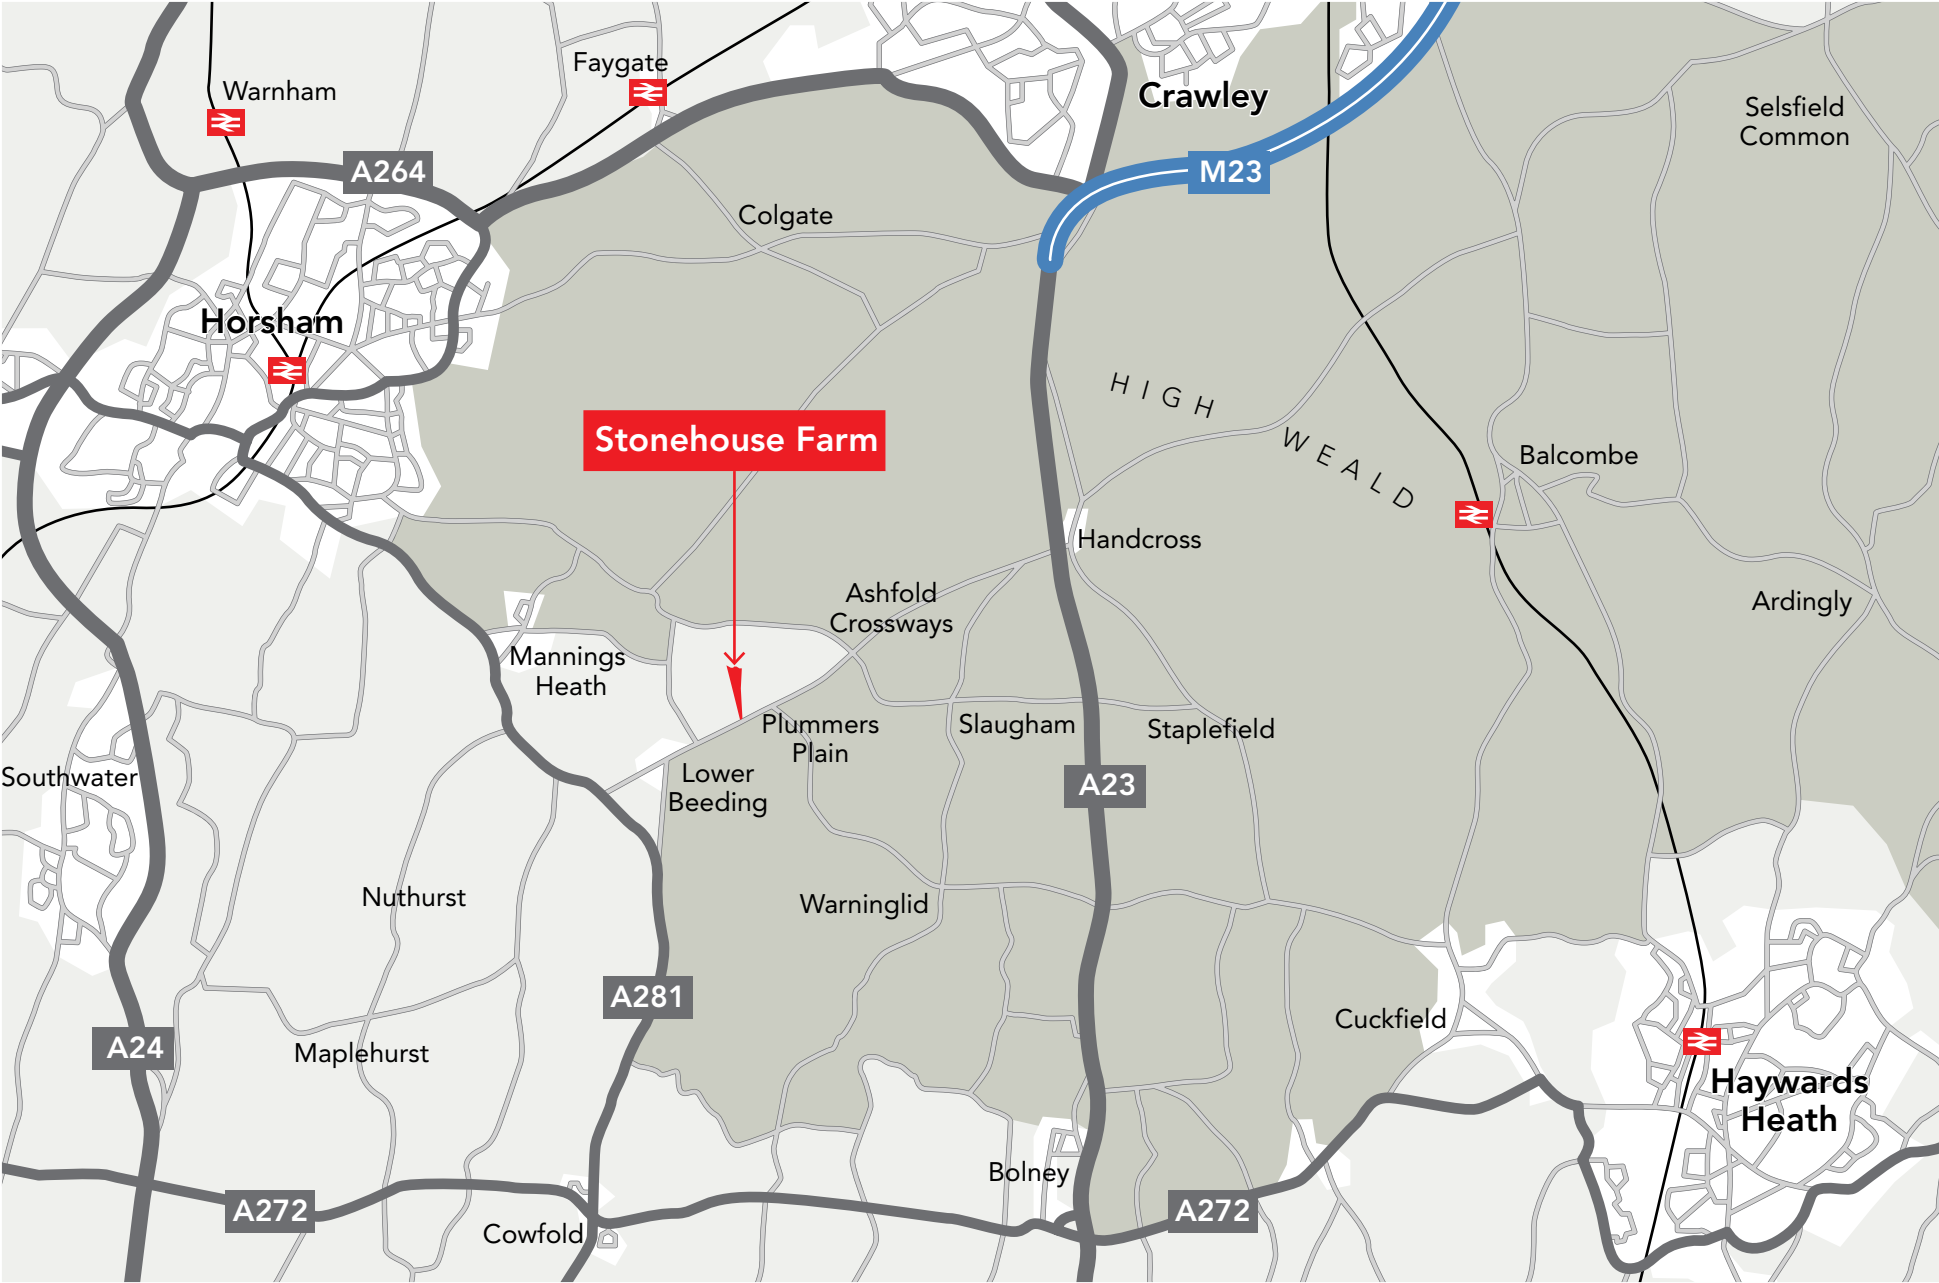 Faygate
Warnham
Crawley
Selsfield
Common
A264
M23
Colgate
Horsham
HIGH
WEALD
Stonehouse Farm
Balcombe
Handcross
Ashfold
Crossways
Ardingly
Mannings
Heath
Plummers
Plain
Slaugham
Staplefield
Southwater
Lower
Beeding
A23
Nuthurst
Warninglid
A281
Cuckfield
A24
Maplehurst
Haywards
Heath
Bolney
A272
A272
Cowfold